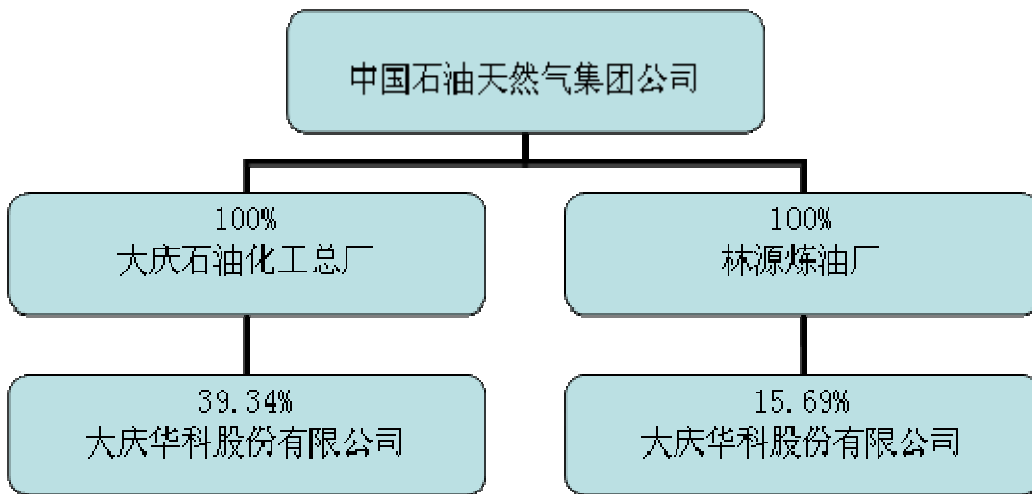 中国石油天然气集团公司
100%
大庆石油化工总厂
100%
林源炼油厂
39.34%
大庆华科股份有限公司
15.69%
大庆华科股份有限公司